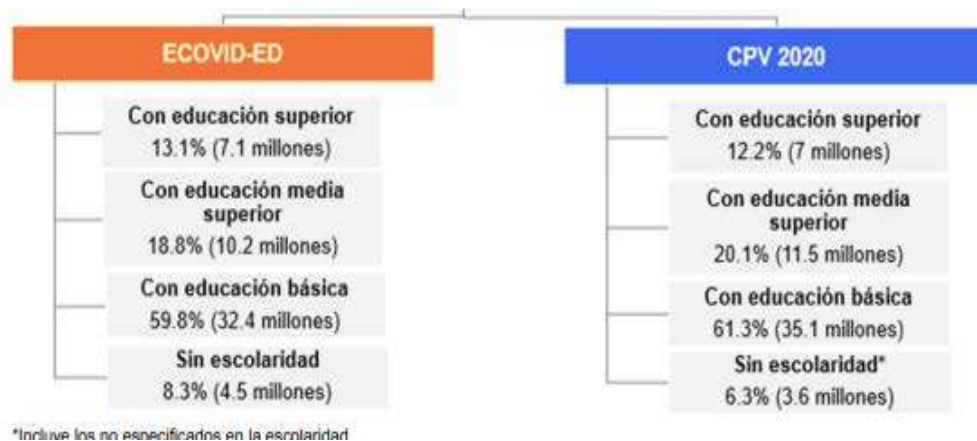 ECOVID-ED
Con educación superior
13.1% (7.1 millones)
Con educación media
superior
18.8% (10.2 millones)
Con educación básica
59.8% (32.4 millones)
Sin escolaridad
8.3% (4.5 millones)
CPV 2020
Con educación superior
12.2% (7 millones)
Con educación media
superior
20.1% (11.5 millones)
Con educación básica
61.3% (35.1 millones)
Sin escolaridad*
6.3% (3.6 millones)
*Incluye los no especificados en la escolaridad